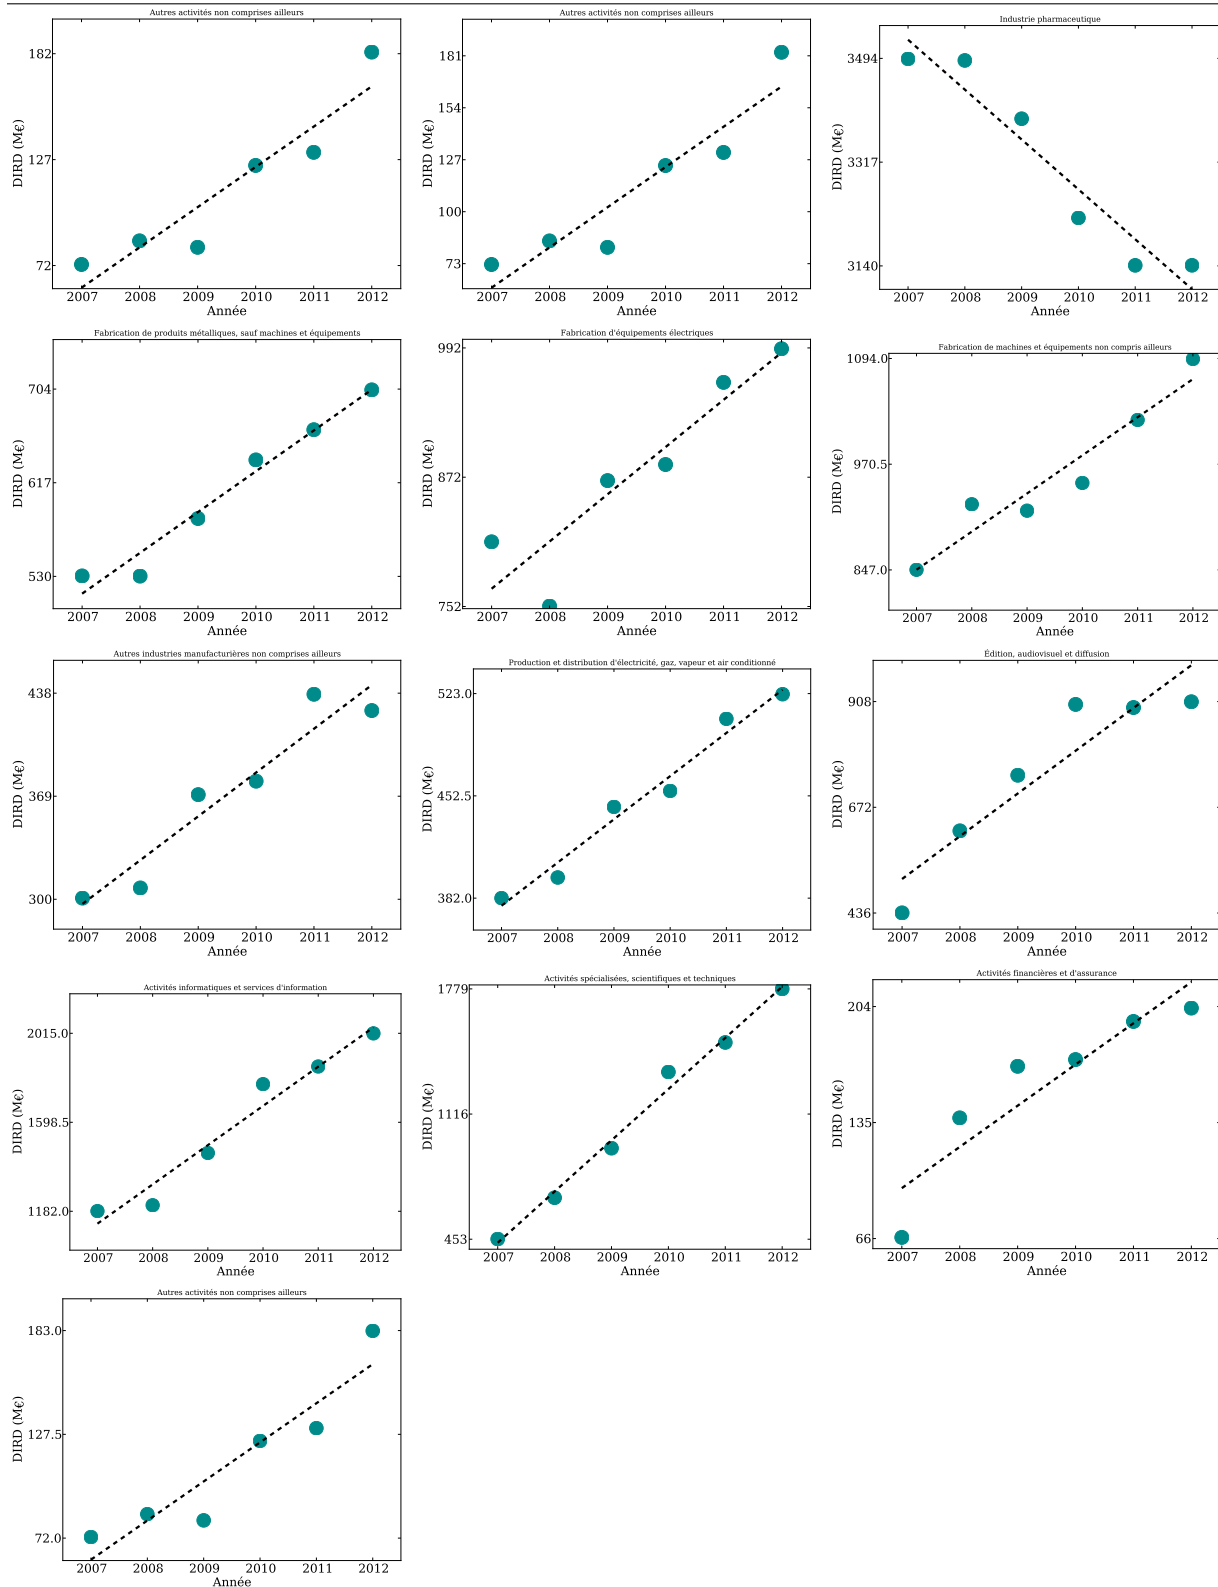 Autres activités non comprises ailleurs
182
127
72
DIRD (M€)
2007 2008 2009 2010 2011 2012
Année
Autres activités non comprises ailleurs
181
154
127
100
73
DIRD (M€)
2007 2008 2009 2010 2011 2012
Année
Industrie pharmaceutique
3494
3317
3140
DIRD (M€)
2007 2008 2009 2010 2011 2012
Année
Fabrication de produits métalliques, sauf machines et équipements
704
617
530
DIRD (M€)
2007 2008 2009 2010 2011 2012
Année
Fabrication d'équipements électriques
992
872
752
DIRD (M€)
2007 2008 2009 2010 2011 2012
Année
Fabrication de machines et équipements non compris ailleurs
1094.0
970.5
847.0
DIRD (M€)
2007 2008 2009 2010 2011 2012
Année
Autres industries manufacturières non comprises ailleurs
438
369
300
DIRD (M€)
2007 2008 2009 2010 2011 2012
Année
Production et distribution d'électricité, gaz, vapeur et air conditionné
523.0
452.5
382.0
DIRD (M€)
2007 2008 2009 2010 2011 2012
Année
Édition, audiovisuel et diffusion
908
672
436
DIRD (M€)
2007 2008 2009 2010 2011 2012
Année
Activités informatiques et services d'information
2015.0
1598.5
1182.0
DIRD (M€)
2007 2008 2009 2010 2011 2012
Année
Activités spécialisées, scientifiques et techniques
1779
1116
453
DIRD (M€)
2007 2008 2009 2010 2011 2012
Année
Activités financières et d'assurance
204
135
66
DIRD (M€)
2007 2008 2009 2010 2011 2012
Année
Autres activités non comprises ailleurs
183.0
127.5
72.0
DIRD (M€)
2007 2008 2009 2010 2011 2012
Année